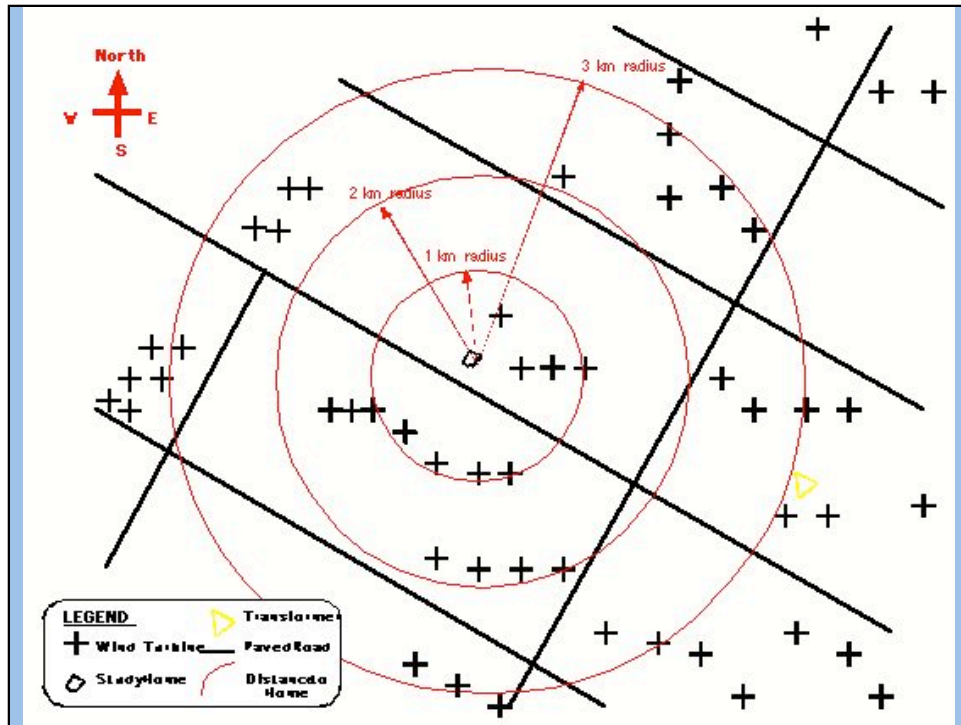 North
W E
S
3 km radius
2 km radius
1 km radius
LEGEND
Transformer
Wind Turbine
Paved Road
Study Home
Distance to
Home